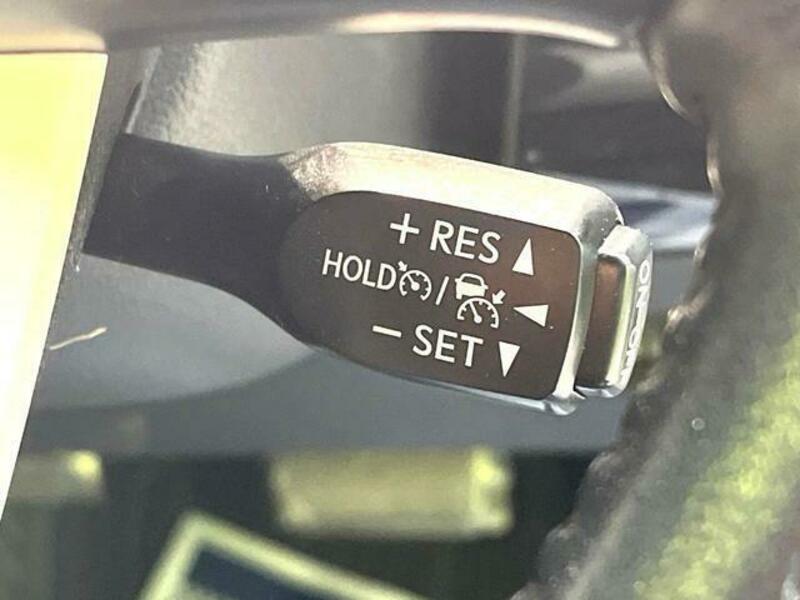 + RES
HOLD /
- SET
ON-OFF